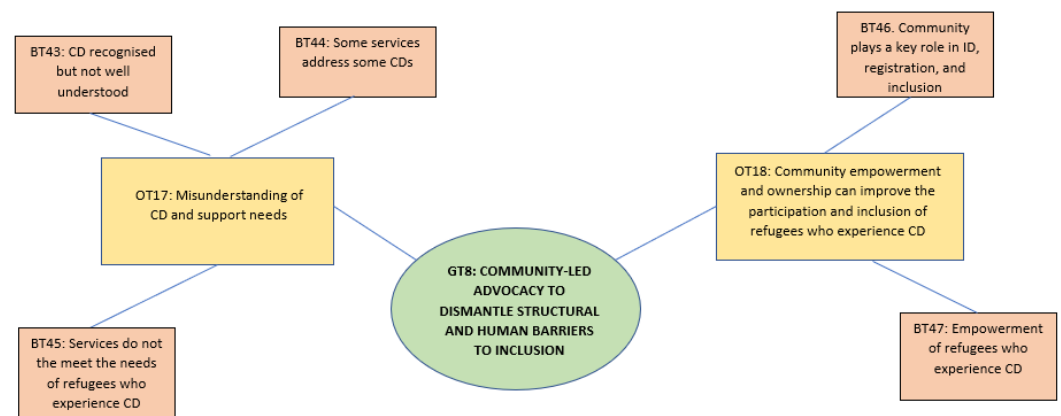 BT43: CD recognised
but not well
understood
BT44: Some services
address some CDs
BT46. Community
plays a key role in ID,
registration, and
inclusion
OT17: Misunderstanding of
CD and support needs
OT18: Community empowerment
and ownership can improve the
participation and inclusion of
refugees who experience CD
GT8: COMMUNITY-LED
ADVOCACY TO
DISMANTLE STRUCTURAL
AND HUMAN BARRIERS
TO INCLUSION
BT45: Services do not
the meet the needs
of refugees who
experience CD
BT47: Empowerment
of refugees who
experience CD